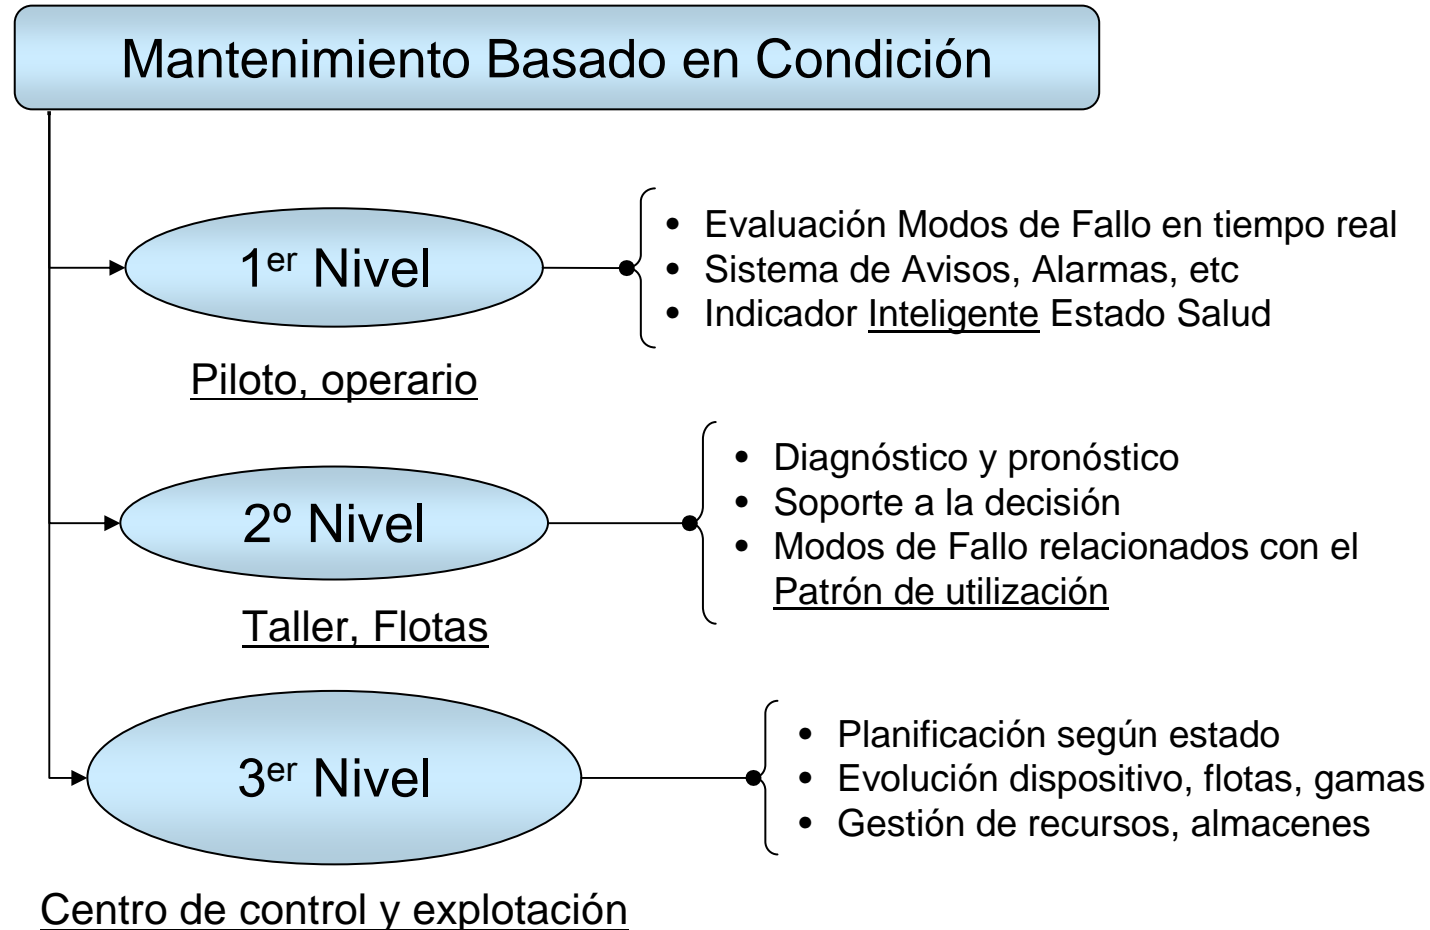 Mantenimiento Basado en Condición
1er Nivel
• Evaluación Modos de Fallo en tiempo real
• Sistema de Avisos, Alarmas, etc
• Indicador Inteligente Estado Salud
Piloto, operario
2º Nivel
• Diagnóstico y pronóstico
• Soporte a la decisión
• Modos de Fallo relacionados con el
Patrón de utilización
Taller, Flotas
3er Nivel
• Planificación según estado
• Evolución dispositivo, flotas, gamas
• Gestión de recursos, almacenes
Centro de control y explotación